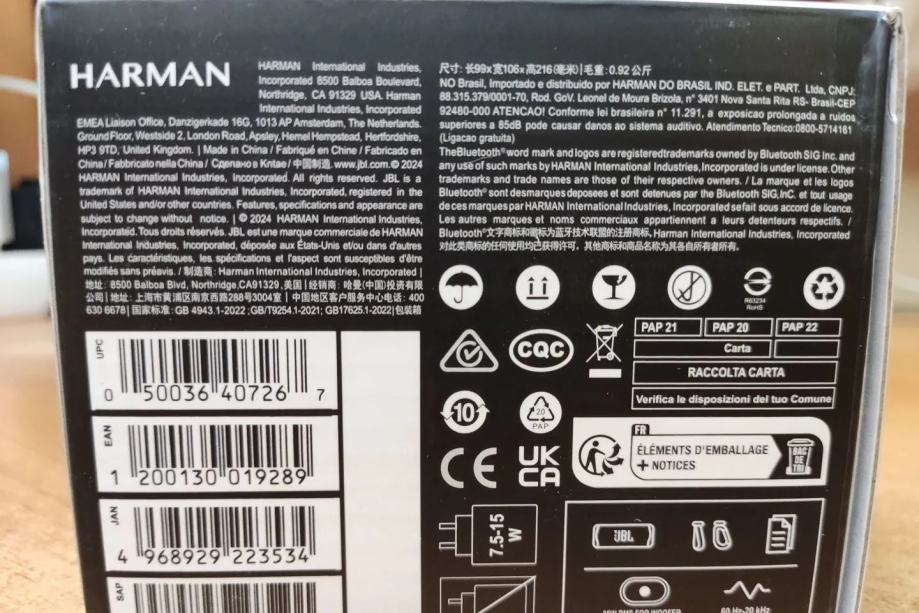 HARMAN
HARMAN International Industries,
Incorporated 8500 Balboa Boulevard,
Northridge, CA 91329 USA. Harman
International Industries, Incorporated
EMEA Liaison Office, Danzigerkade 16G, 1013 AP Amsterdam, The Netherlands.
Ground Floor, Westside 2, London Road, Apsley, Hemel Hempstead, Hertfordshire,
HP3 9TD, United Kingdom. | Made in China / Fabriqué en Chine / Fabricado en
China / Fabbricato nella China / Сделано в Китае / 中国制造. www.jbl.com © 2024
HARMAN International Industries, Incorporated. All rights reserved. JBL is a
trademark of HARMAN International Industries, Incorporated, registered in the
United States and/or other countries. Features, specifications and appearance are
subject to change without notice. | © 2024 HARMAN International Industries,
Incorporated. Tous droits réservés. JBL est une marque commerciale de HARMAN
International Industries, Incorporated, déposée aux États-Unis et/ou dans d'autres
pays. Les caractéristiques, les spécifications et l'aspect sont susceptibles d'être
modifiés sans préavis. / 制造商: Harman International Industries, Incorporated |
地址: 8500 Balboa Blvd, Northridge, CA91329, 美国 | 经销商: 哈曼(中国)投资有限
公司 | 地址: 上海市黄浦区南京西路288号3004室 | 中国地区客户服务中心电话: 400
630 6678 | 国家标准: GB 4943.1-2022 ;GB/T9254.1-2021; GB17625.1-2022 | 包装箱
尺寸: 长99x宽106x高216(毫米) | 毛重: 0.92 公斤
NO Brasil, Importado e distribuido por HARMAN DO BRASIL IND. ELET. e PART. Ltda, CNPJ:
88.315.379/0001-70, Rod. GoV. Leonel de Moura Brizola, n° 3401 Nova Santa Rita RS- Brasil-CEP
92480-000 ATENCAO! Conforme lei brasileira n° 11.291, a exposicao prolongada a ruidos
superiores a 85dB pode causar danos ao sistema auditivo. Atendimento Tecnico:0800-5714161
(Ligacao gratuita)
TheBluetooth® word mark and logos are registeredtrademarks owned by Bluetooth SIG Inc. and
any use of such marks by HARMAN International Industries, Incorporated is under license. Other
trademarks and trade names are those of their respective owners. / La marque et les logos
Bluetooth® sont desmarques deposees et sont detenues par the Bluetooth SIG,Inc. et tout usage
de ces marques par HARMAN International Industries, Incorporated se fait sous accord de licence.
Les autres marques et noms commerciaux appartiennent a leurs detenteurs respectifs. /
Bluetooth®文字商标和徽标为蓝牙技术联盟的注册商标, Harman International Industries, Incorporated
对此类商标的任何使用均已获得许可。其他商标和商品名称为其各自所有者所有。
R63234
RoHS
CQC
PAP 21
PAP 20
PAP 22
Carta
RACCOLTA CARTA
Verifica le disposizioni del tuo Comune
10
20
PAP
CE
UK
CA
FR
ÉLÉMENTS D'EMBALLAGE
+ NOTICES
BAC
DE
TRI
UPC
0 50036 40726 7
EAN
1 200130 019289
JAN
4 968929 223534
SAP
7.5-15
W
JBL
60 Hz-20 kHz